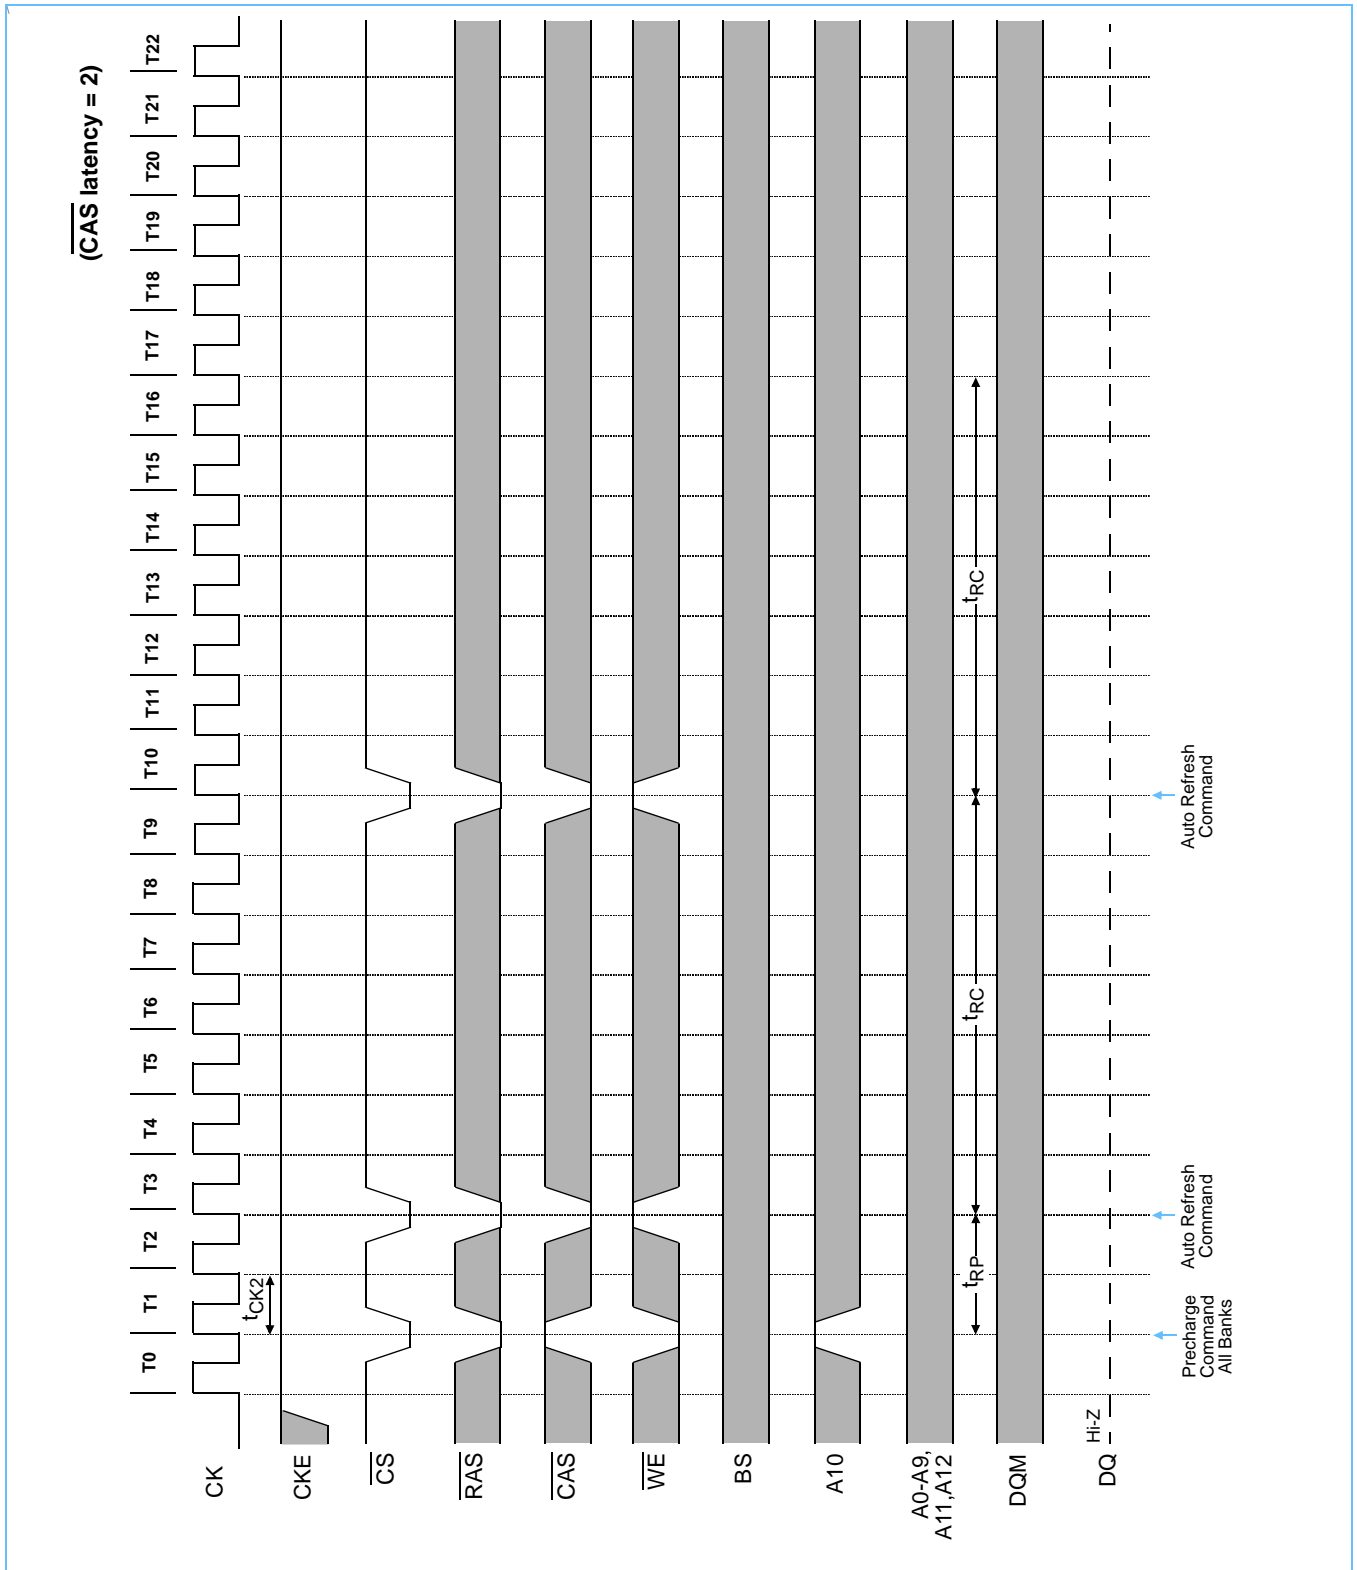 (CAS latency = 2)
T0 T1 T2 T3 T4 T5 T6 T7 T8 T9 T10 T11 T12 T13 T14 T15 T16 T17 T18 T19 T20 T21 T22
CK
tCK2
CKE
CS
RAS
CAS
WE
BS
A10
A0-A9,
A11,A12
tRP
tRC
tRC
DQM
DQ
Hi-Z
Precharge
Command
All Banks
Auto Refresh
Command
Auto Refresh
Command